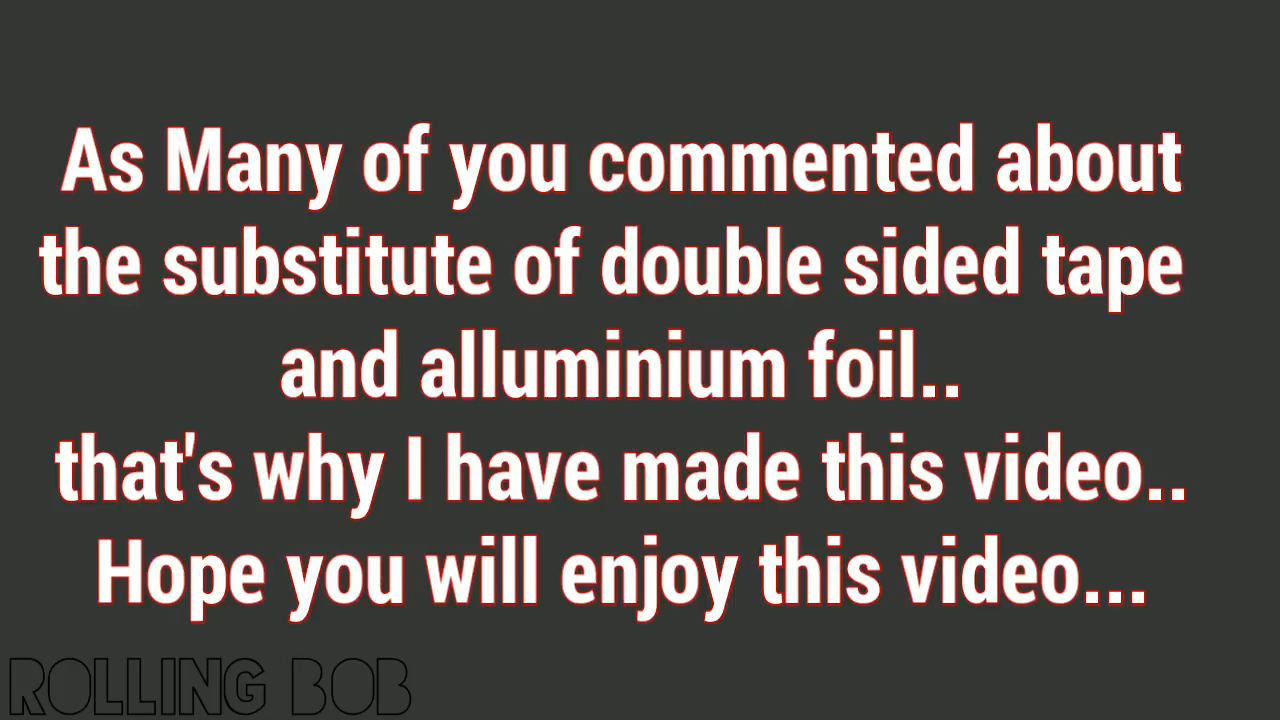 As Many of you commented about
the substitute of double sided tape
and alluminium foil..
that's why I have made this video..
Hope you will enjoy this video...
ROLLING BOB